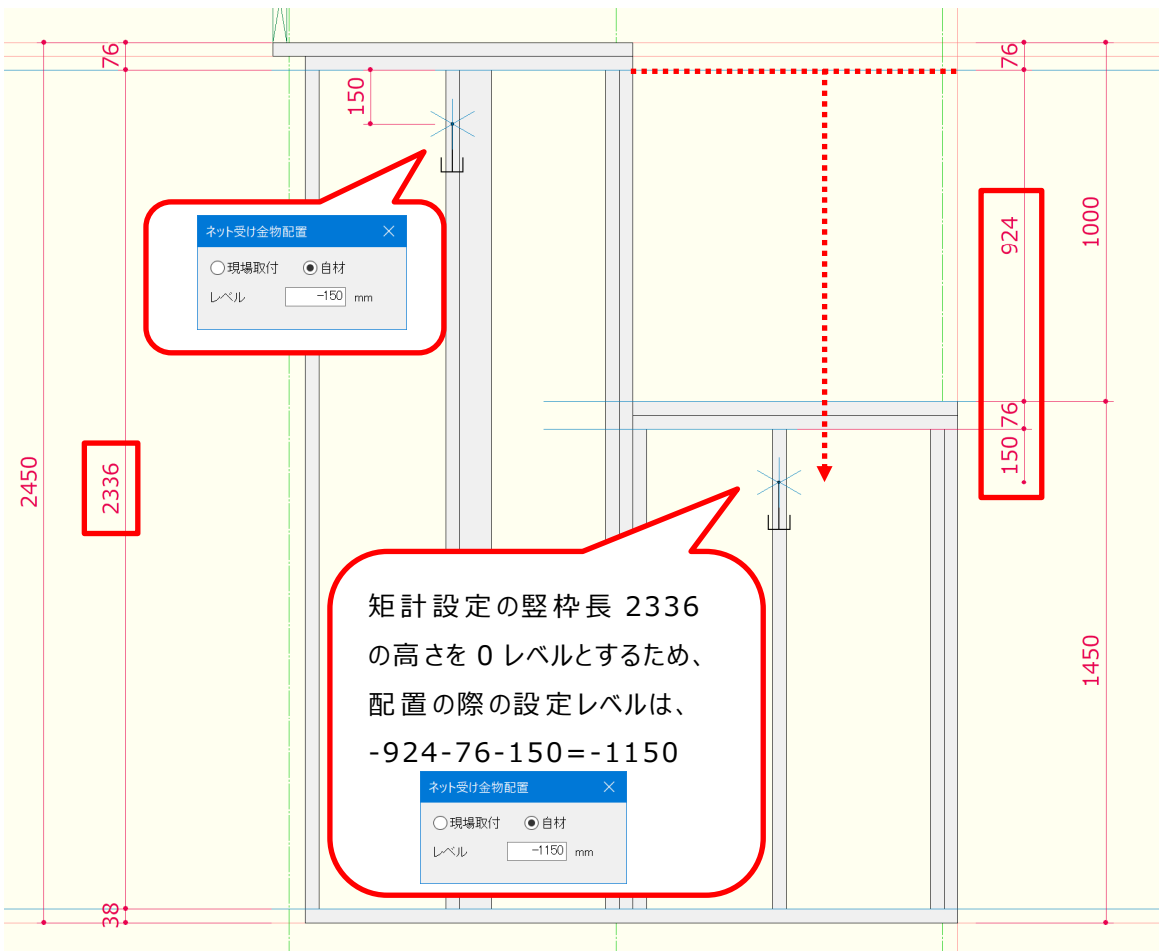 76
150
2450
2336
38
ネット受け金物配置
現場取付 自材
レベル -150 mm
76
924
1000
76
150
1450
矩計設定の竪枠長 2336
の高さを 0 レベルとするため、
配置の際の設定レベルは、
-924-76-150=-1150
ネット受け金物配置
現場取付 自材
レベル -1150 mm